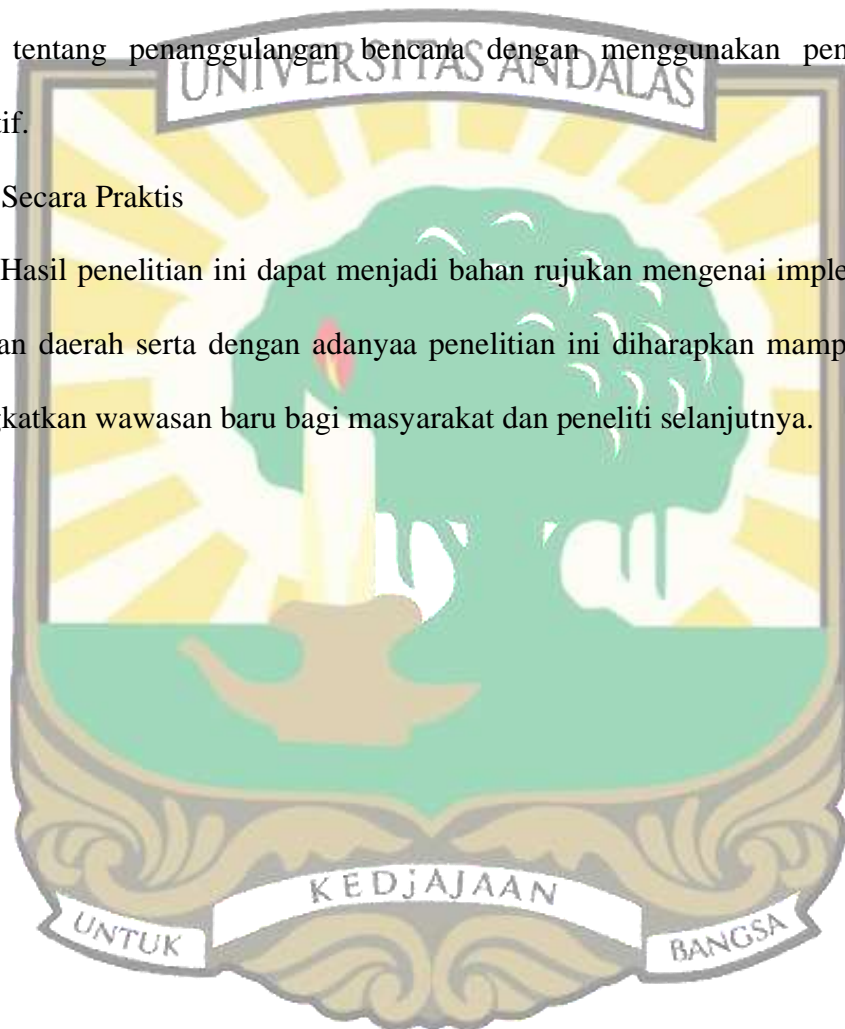 tentang penanggulangan bencana dengan menggunakan pen
UNIVERSITAS ANDALAS
tif.
Secara Praktis
Hasil penelitian ini dapat menjadi bahan rujukan mengenai imple
an daerah serta dengan adanyaa penelitian ini diharapkan mamp
gkatkan wawasan baru bagi masyarakat dan peneliti selanjutnya.
KEDJAJAAN
UNTUK BANGSA